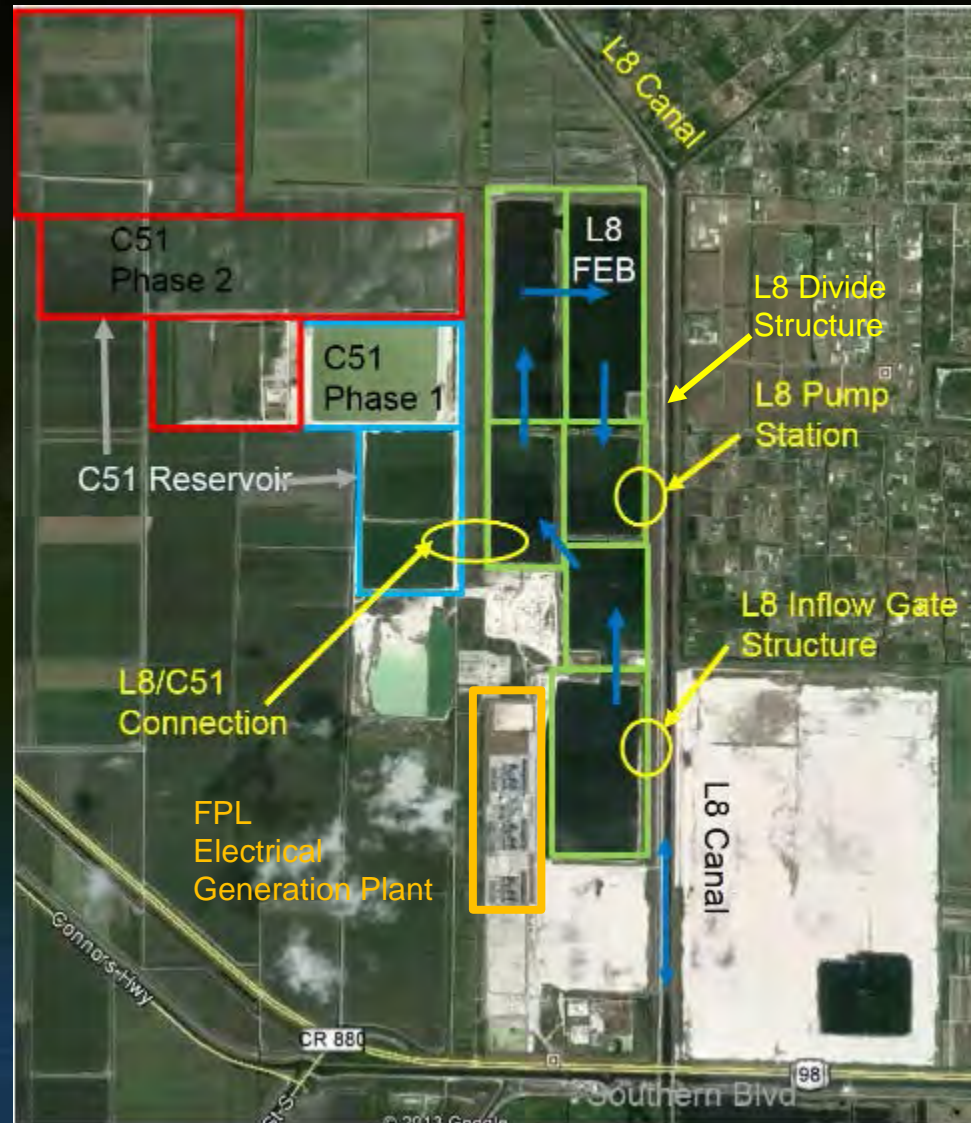 L8 Canal
C51
Phase 2
L8
FEB
L8 Divide
Structure
C51
Phase 1
L8 Pump
Station
C51 Reservoir
L8 Inflow Gate
Structure
L8/C51
Connection
L8 Canal
FPL
Electrical
Generation Plant
Connors Hwy
CR 880
98
Southern Blvd
© 2013 Google